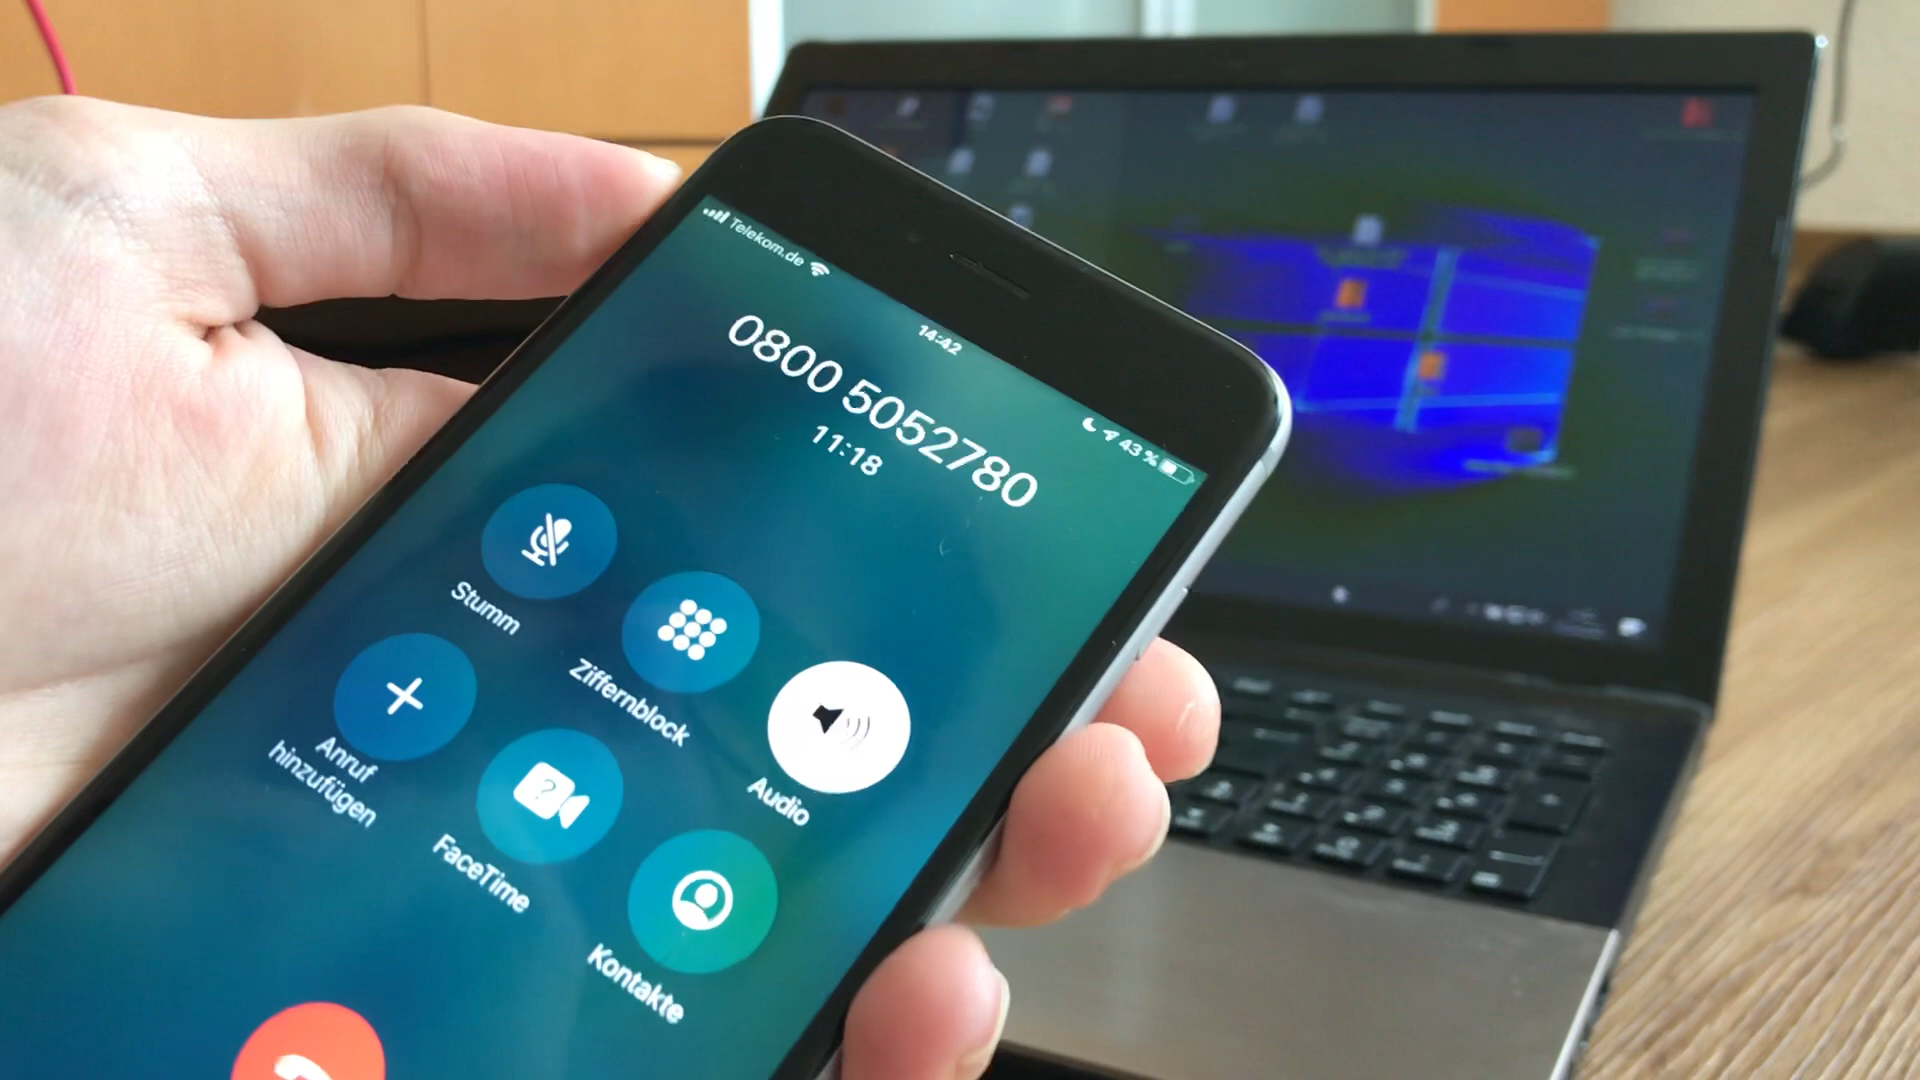 Telekom.de
14:42
43 %
0800 5052780
11:18
Stumm
Ziffernblock
Audio
Anruf
hinzufügen
?
FaceTime
Kontakte